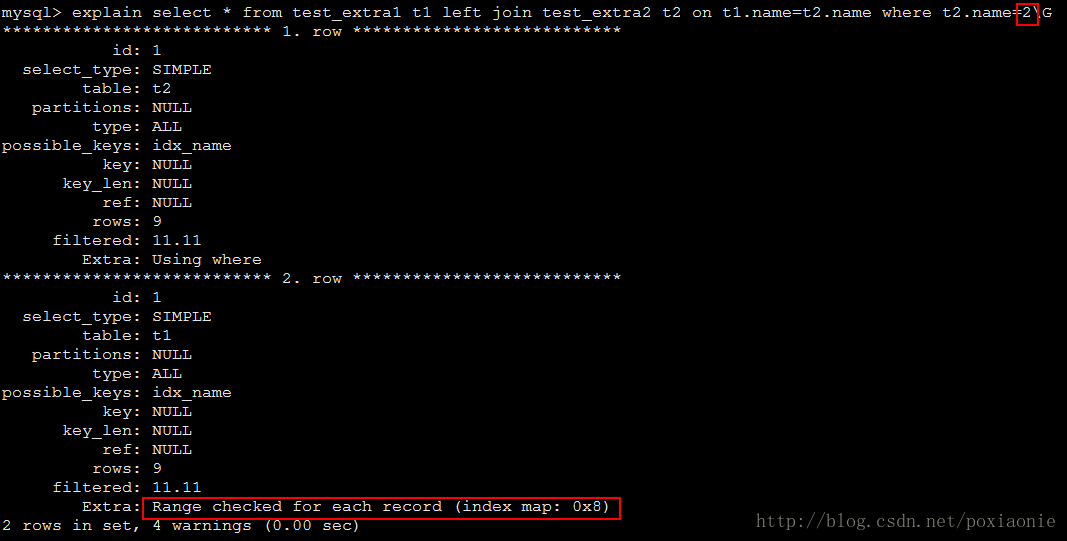 mysql> explain select * from test_extra1 t1 left join test_extra2 t2 on t1.name=t2.name where t2.name=2\G
*************************** 1. row ***************************
id: 1
select_type: SIMPLE
table: t2
partitions: NULL
type: ALL
possible_keys: idx_name
key: NULL
key_len: NULL
ref: NULL
rows: 9
filtered: 11.11
Extra: Using where
*************************** 2. row ***************************
id: 1
select_type: SIMPLE
table: t1
partitions: NULL
type: ALL
possible_keys: idx_name
key: NULL
key_len: NULL
ref: NULL
rows: 9
filtered: 11.11
Extra: Range checked for each record (index map: 0x8)
2 rows in set, 4 warnings (0.00 sec)
http://blog.csdn.net/poxiaonie